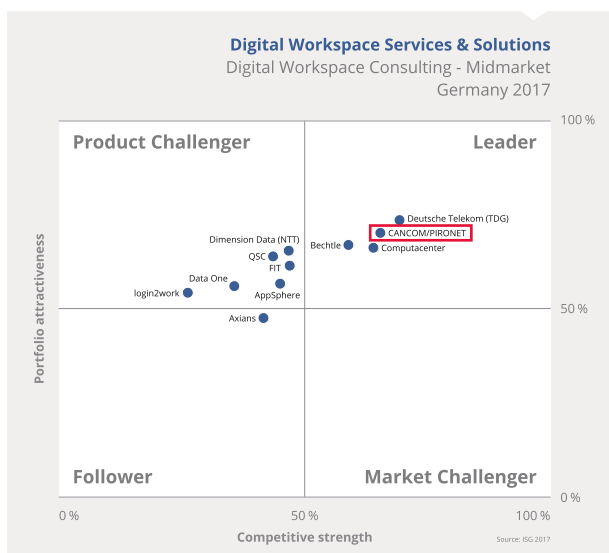 Digital Workspace Services & Solutions
Digital Workspace Consulting - Midmarket
Germany 2017
100 %
Product Challenger
Leader
Deutsche Telekom (TDG)
CANCOM/PIRONET
Dimension Data (NTT)
Bechtle
Computacenter
QSC
FIT
Data One
login2work
AppSphere
50 %
Axians
Portfolio attractiveness
Follower
Market Challenger
0 %
0 %
50 %
100 %
Competitive strength
Source: ISG 2017